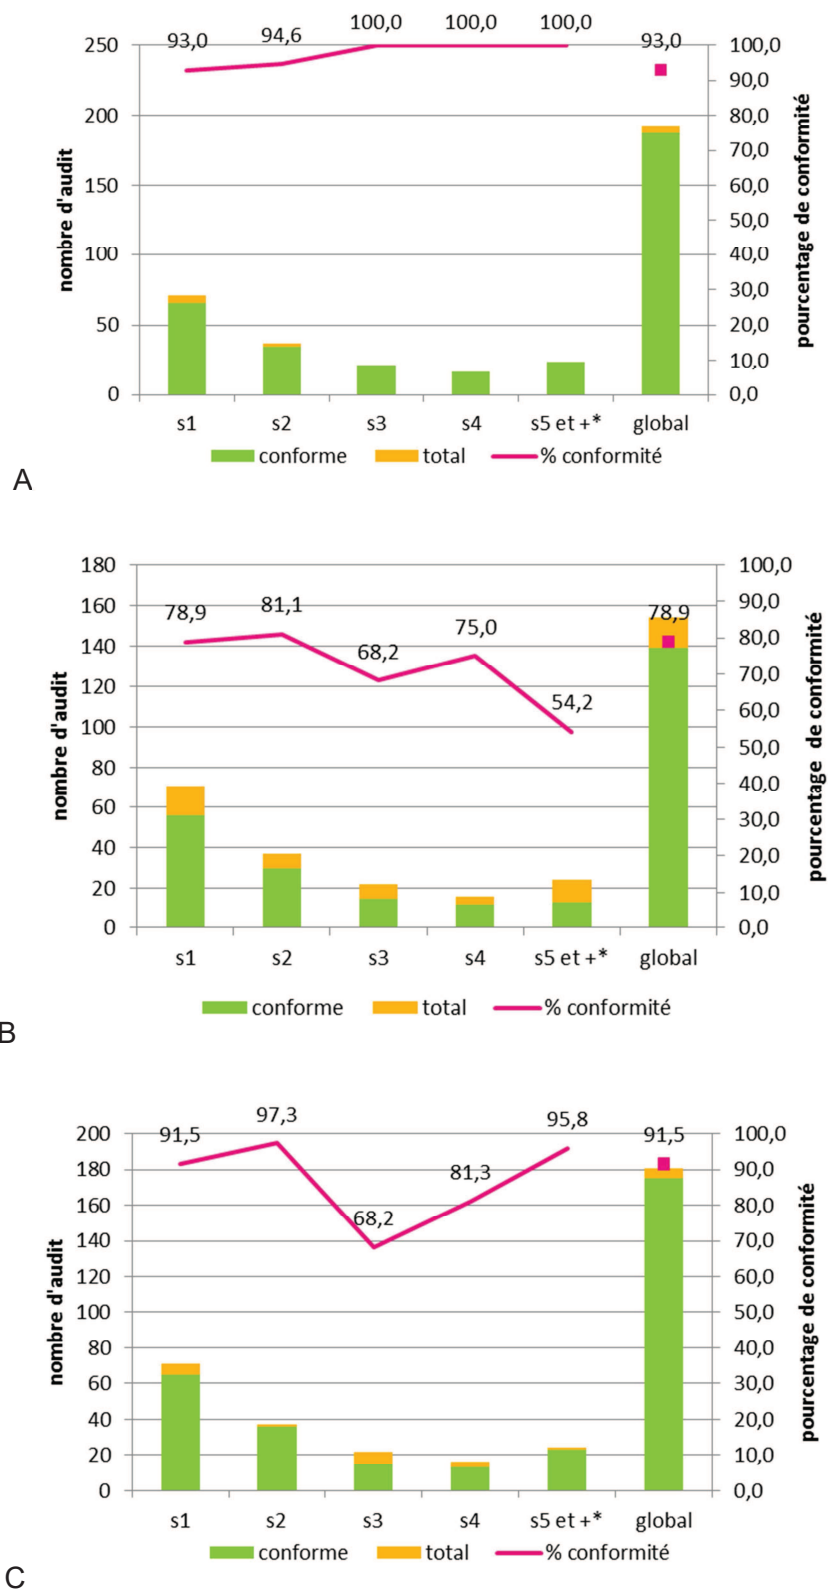 93,0 94,6 100,0 100,0 100,0 93,0
250 100,0
90,0
200 80,0
70,0
150 60,0
50,0
100 40,0
30,0
50 20,0
10,0
0 0,0
nombre d'audit
pourcentage de conformité
s1 s2 s3 s4 s5 et +* global
conforme total % conformité
A
180 100,0
160 90,0
140 80,0
120 70,0
100 60,0
80 50,0
60 40,0
40 30,0
20 20,0
0 10,0
0,0
78,9 81,1 68,2 75,0 54,2 78,9
nombre d'audit
pourcentage de conformité
s1 s2 s3 s4 s5 et +* global
conforme total % conformité
B
91,5 97,3 68,2 81,3 95,8 91,5
200 100,0
180 90,0
160 80,0
140 70,0
120 60,0
100 50,0
80 40,0
60 30,0
40 20,0
20 10,0
0 0,0
nombre d'audit
pourcentage de conformité
s1 s2 s3 s4 s5 et +* global
conforme total % conformité
C